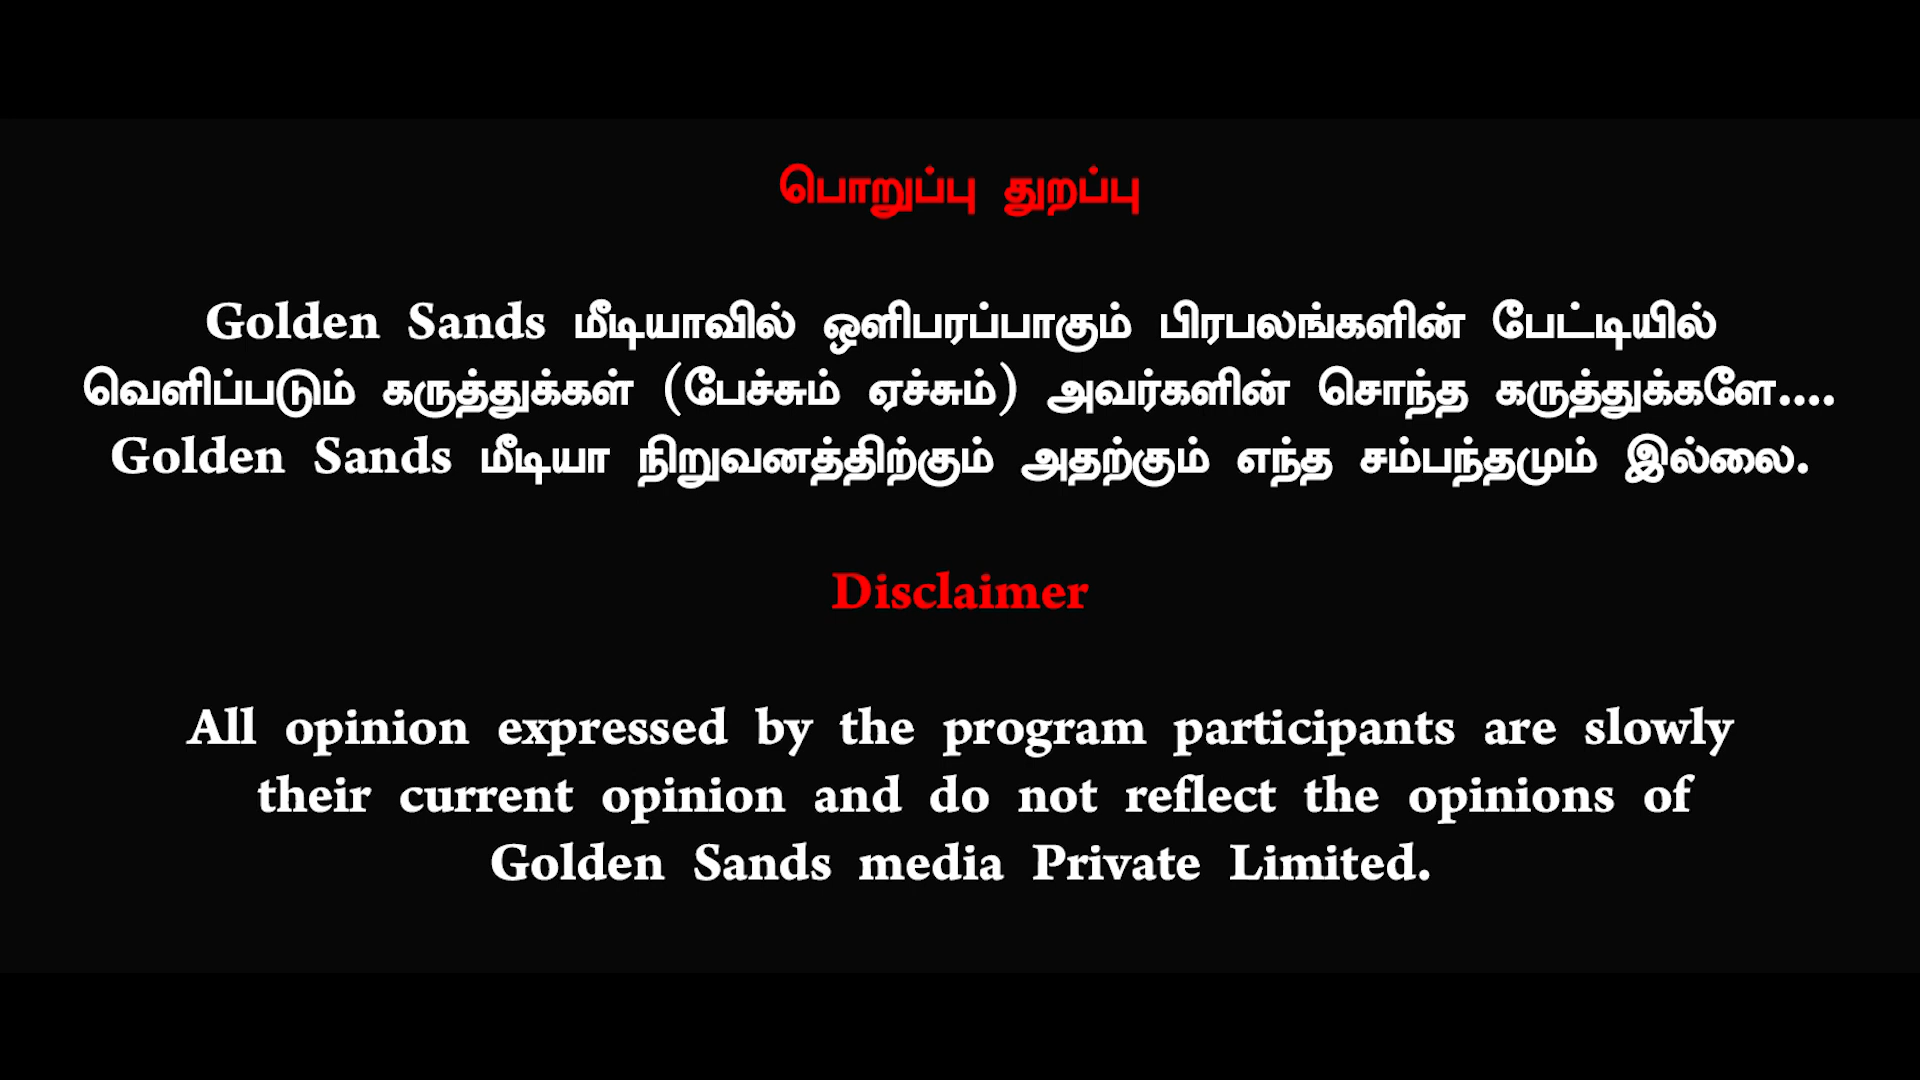 பொறுப்பு துறப்பு
Golden Sands மீடியாவில் ஒளிபரப்பாகும் பிரபலங்களின் பேட்டியில்
வெளிப்படும் கருத்துக்கள் (பேச்சும் ஏச்சும்) அவர்களின் சொந்த கருத்துக்களே....
Golden Sands மீடியா நிறுவனத்திற்கும் அதற்கும் எந்த சம்பந்தமும் இல்லை.
Disclaimer
All opinion expressed by the program participants are slowly
their current opinion and do not reflect the opinions of
Golden Sands media Private Limited.